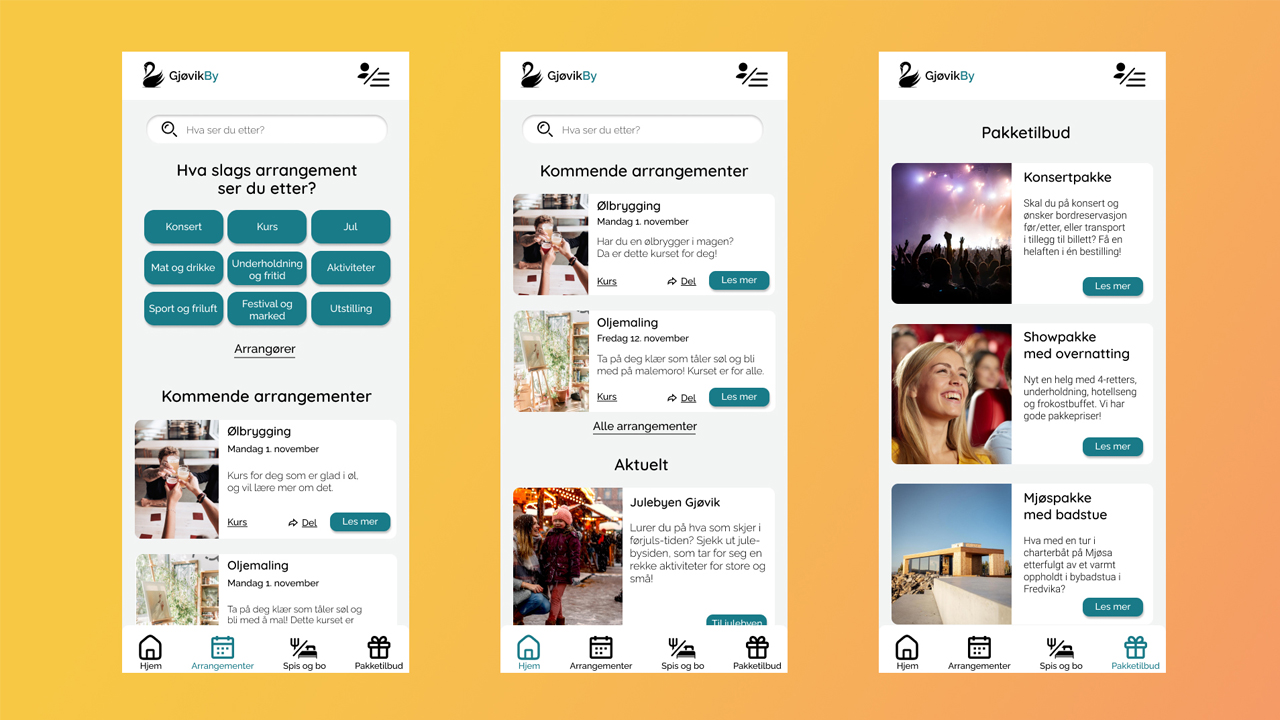 GjøvikBy
Hva ser du etter?
Hva slags arrangement
ser du etter?
Konsert
Kurs
Jul
Mat og drikke
Underholdning
og fritid
Aktiviteter
Sport og friluft
Festival og
marked
Utstilling
Arrangører
Kommende arrangementer
Ølbrygging
Mandag 1. november
Kurs for deg som er glad i øl,
og vil lære mer om det.
Kurs
Del
Les mer
Oljemaling
Mandag 1. november
Ta på deg klær som tåler søl og
bli med å mal! Dette kurset er
Hjem
Arrangementer
Spis og bo
Pakketilbud
GjøvikBy
Hva ser du etter?
Kommende arrangementer
Ølbrygging
Mandag 1. november
Har du en ølbrygger i magen?
Da er dette kurset for deg!
Kurs
Del
Les mer
Oljemaling
Fredag 12. november
Ta på deg klær som tåler søl og bli
med på malemoro! Kurset er for alle.
Kurs
Del
Les mer
Alle arrangementer
Aktuelt
Julebyen Gjøvik
Lurer du på hva som skjer i
førjuls-tiden? Sjekk ut jule-
bysiden, som tar for seg en
rekke aktiviteter for store og
små!
Til julebyen
Hjem
Arrangementer
Spis og bo
Pakketilbud
GjøvikBy
Pakketilbud
Konsertpakke
Skal du på konsert og
ønsker bordreservasjon
før/etter, eller transport
i tillegg til billett? Få en
helaften i én bestilling!
Les mer
Showpakke
med overnatting
Nyt en helg med 4-retters,
underholdning, hotellseng
og frokostbuffet. Vi har
gode pakkepriser!
Les mer
Mjøspakke
med badstue
Hva med en tur i
charterbåt på Mjøsa
etterfulgt av et varmt
oppholdt i bybadstua i
Fredvika?
Les mer
Hjem
Arrangementer
Spis og bo
Pakketilbud